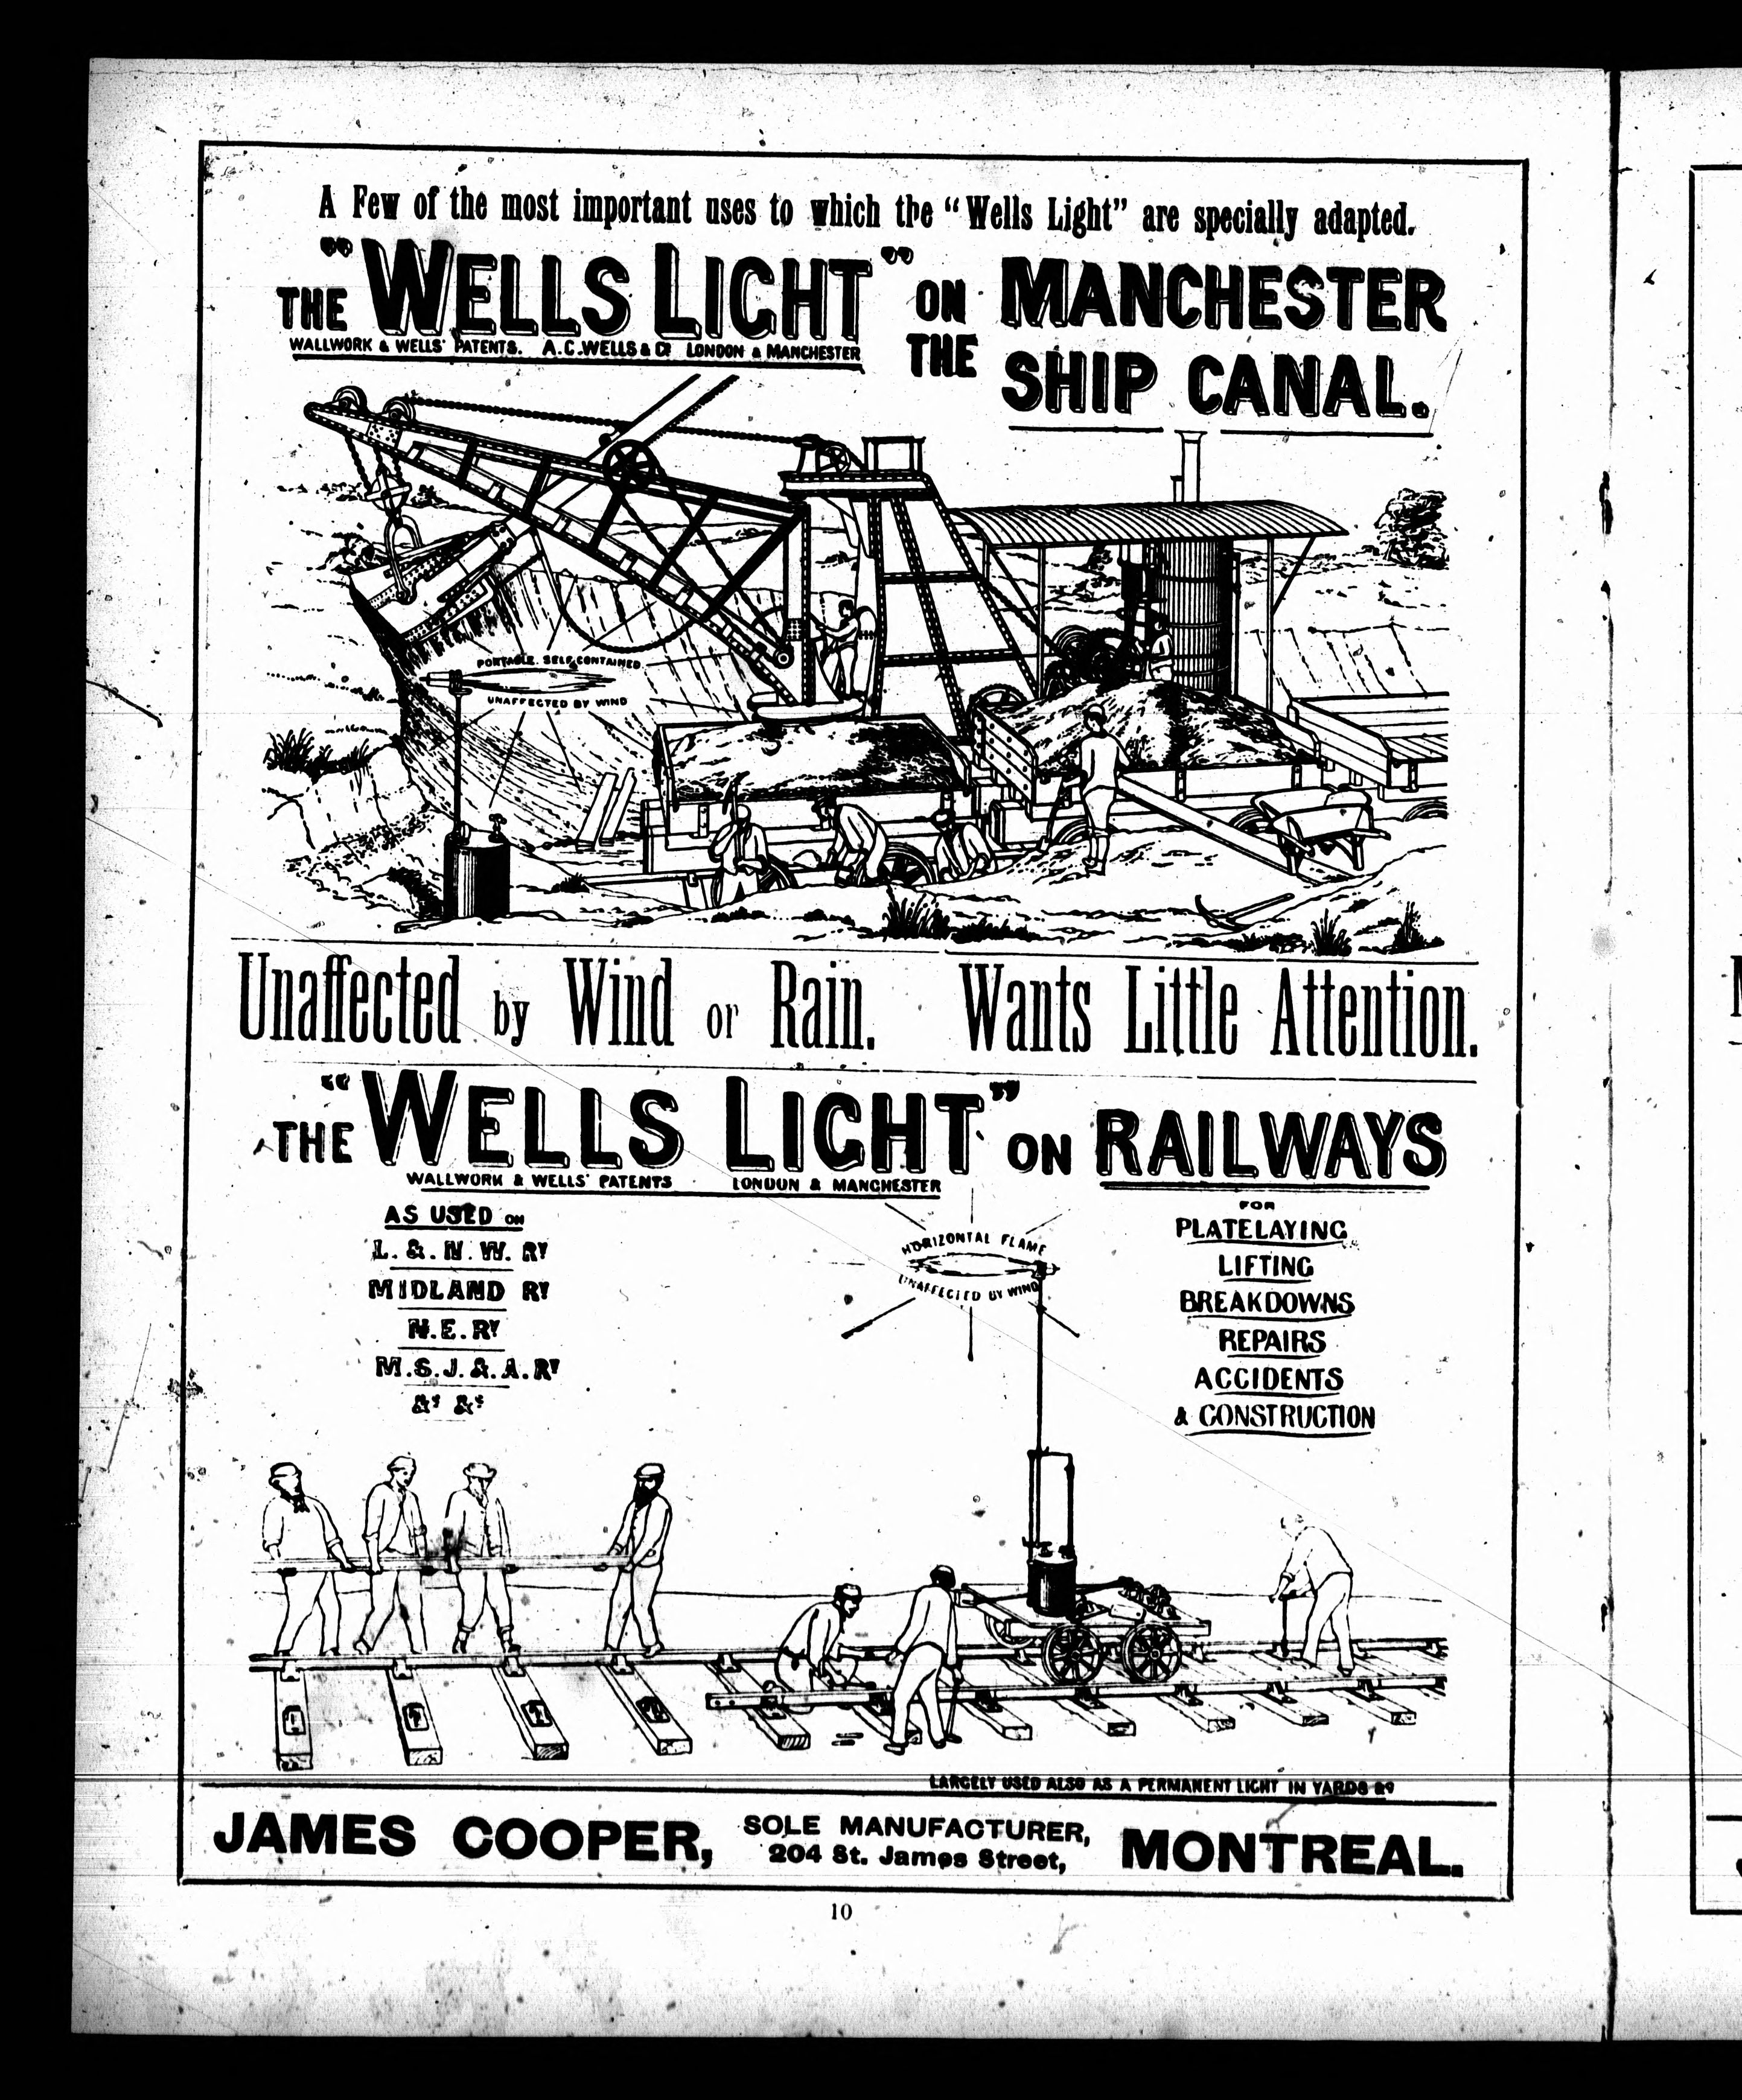 A Few of the most important uses to which the “Wells Light” are specially adapted.
THE "WELLS LIGHT" ON THE MANCHESTER SHIP CANAL.
WALLWORK & WELLS' PATENTS. A.C. WELLS & Co LONDON & MANCHESTER
PORTABLE. SELF CONTAINED.
UNAFFECTED BY WIND
Unaffected by Wind or Rain. Wants Little Attention.
THE "WELLS LIGHT" ON RAILWAYS
WALLWORK & WELLS' PATENTS LONDON & MANCHESTER
AS USED ON
L. & N. W. RY
MIDLAND RY
N. E. RY
M. S. J. & A. RY
&c &c
HORIZONTAL FLAME
UNAFFECTED BY WIND
FOR
PLATELAYING
LIFTING
BREAKDOWNS
REPAIRS
ACCIDENTS
& CONSTRUCTION
LARGELY USED ALSO AS A PERMANENT LIGHT IN YARDS &c
JAMES COOPER, SOLE MANUFACTURER, 204 St. James Street, MONTREAL.
10